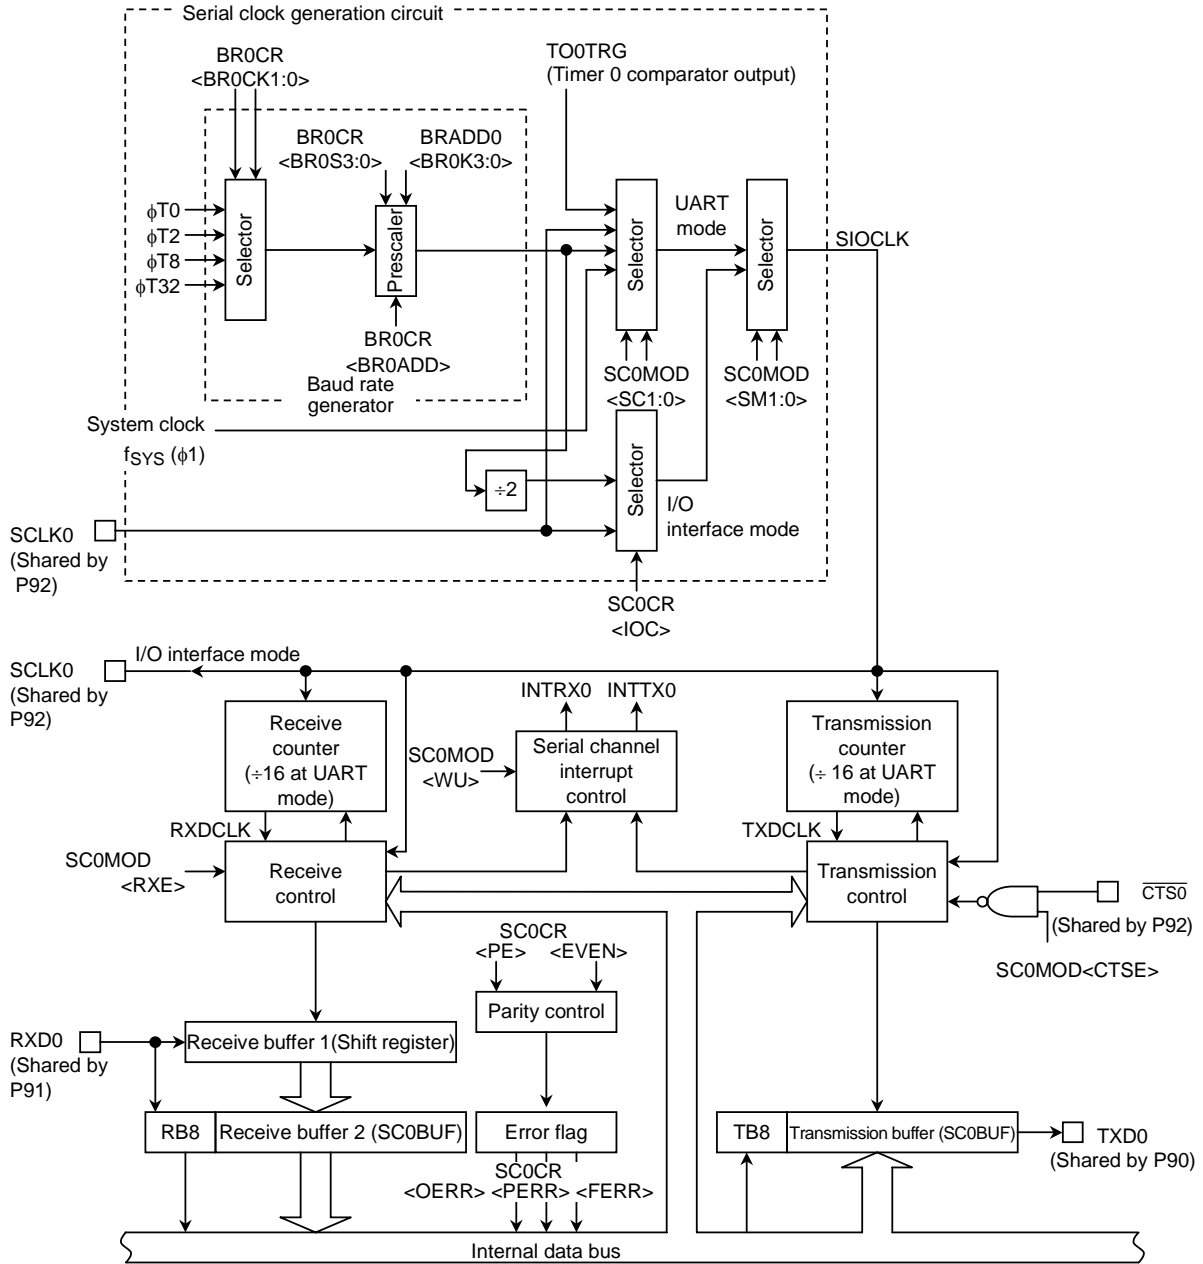 Serial clock generation circuit
BR0CR
<BR0CK1:0>
TO0TRG
(Timer 0 comparator output)
BR0CR
<BR0S3:0>
BRADD0
<BR0K3:0>
φT0
φT2
φT8
φT32
Selector
Prescaler
Selector
UART
mode
Selector
SIOCLK
BR0CR
<BR0ADD>
Baud rate
generator
SC0MOD
<SC1:0>
SC0MOD
<SM1:0>
System clock
fSYS (φ1)
÷2
Selector
I/O
interface mode
SCLK0
(Shared by
P92)
SC0CR
<IOC>
SCLK0
(Shared by
P92)
I/O interface mode
INTRX0
INTTX0
Receive
counter
(÷16 at UART
mode)
SC0MOD
<WU>
Serial channel
interrupt
control
Transmission
counter
(÷ 16 at UART
mode)
RXDCLK
TXDCLK
SC0MOD
<RXE>
Receive
control
Transmission
control
CTS0
(Shared by P92)
SC0MOD<CTSE>
SC0CR
<PE>
<EVEN>
Parity control
RXD0
(Shared by
P91)
Receive buffer 1(Shift register)
RB8
Receive buffer 2 (SC0BUF)
Error flag
TB8
Transmission buffer (SC0BUF)
TXD0
(Shared by P90)
SC0CR
<OERR>
<PERR>
<FERR>
Internal data bus